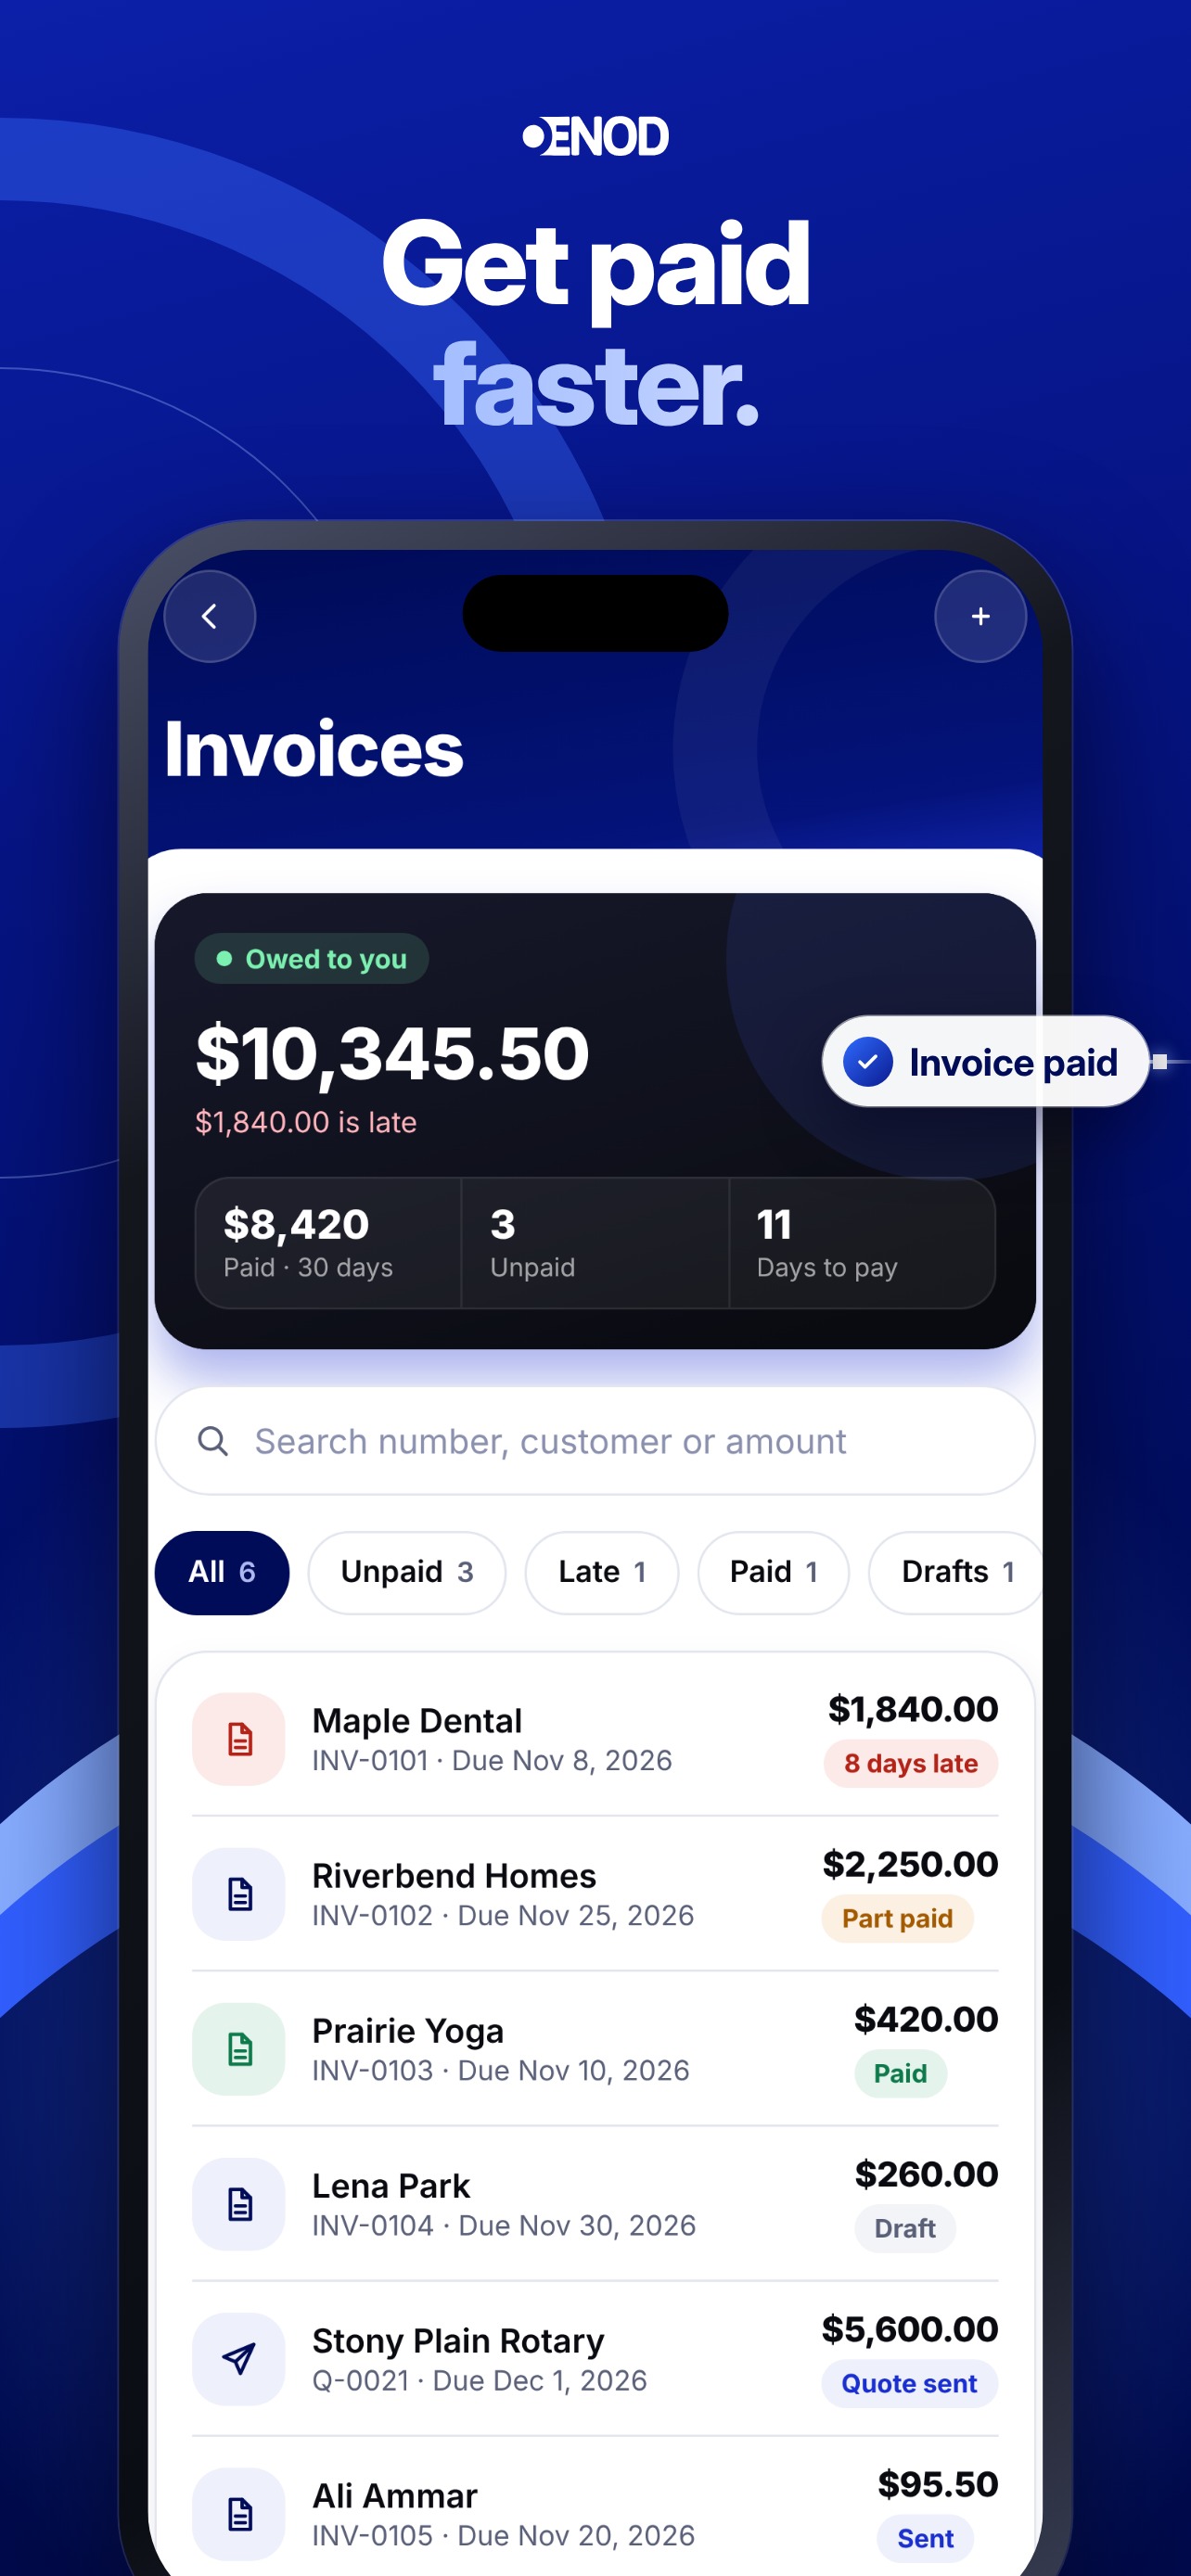 ENOD
Get paid
faster.
Invoices
Owed to you
$10,345.50
Invoice paid
$1,840.00 is late
$8,420 3 11
Paid · 30 days Unpaid Days to pay
Search number, customer or amount
All 6 Unpaid 3 Late 1 Paid 1 Drafts 1
Maple Dental $1,840.00
INV-0101 · Due Nov 8, 2026 8 days late
Riverbend Homes $2,250.00
INV-0102 · Due Nov 25, 2026 Part paid
Prairie Yoga $420.00
INV-0103 · Due Nov 10, 2026 Paid
Lena Park $260.00
INV-0104 · Due Nov 30, 2026 Draft
Stony Plain Rotary $5,600.00
Q-0021 · Due Dec 1, 2026 Quote sent
Ali Ammar $95.50
INV-0105 · Due Nov 20, 2026 Sent